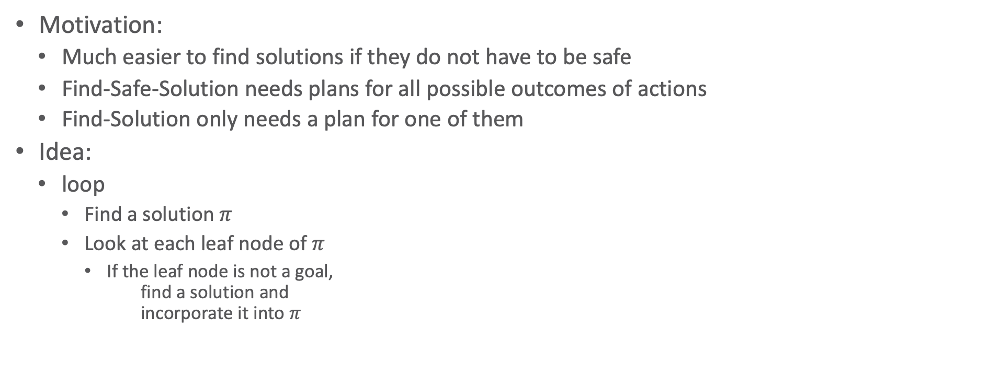 • Motivation:
• Much easier to find solutions if they do not have to be safe
• Find-Safe-Solution needs plans for all possible outcomes of actions
• Find-Solution only needs a plan for one of them
• Idea:
• loop
• Find a solution π
• Look at each leaf node of π
• If the leaf node is not a goal,
find a solution and
incorporate it into π